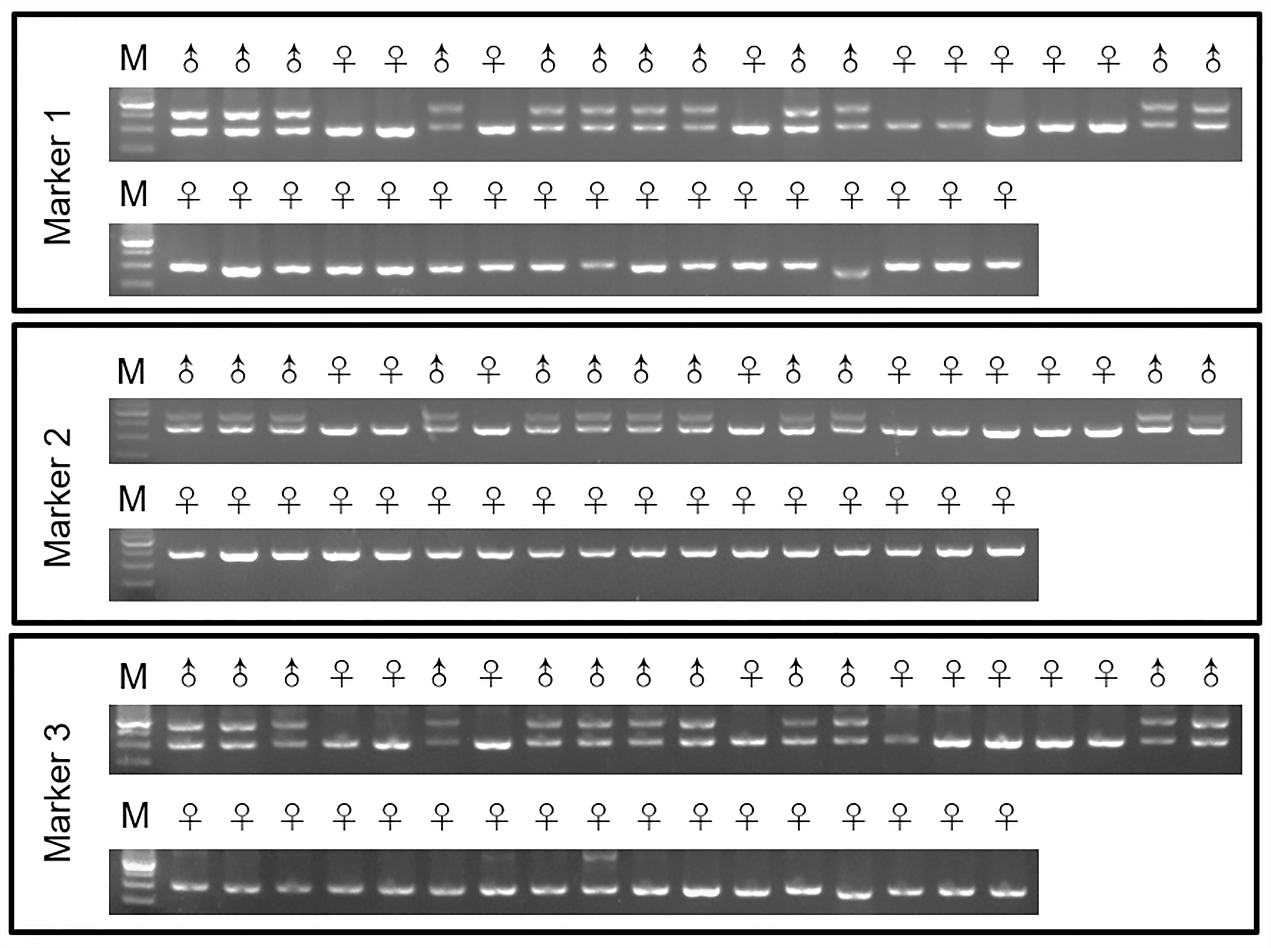 Marker 1
M ♂ ♂ ♂ ♀ ♀ ♂ ♀ ♂ ♂ ♂ ♂ ♀ ♂ ♂ ♀ ♀ ♀ ♀ ♀ ♂ ♂
M ♀ ♀ ♀ ♀ ♀ ♀ ♀ ♀ ♀ ♀ ♀ ♀ ♀ ♀ ♀ ♀ ♀
Marker 2
M ♂ ♂ ♂ ♀ ♀ ♂ ♀ ♂ ♂ ♂ ♂ ♀ ♂ ♂ ♀ ♀ ♀ ♀ ♀ ♂ ♂
M ♀ ♀ ♀ ♀ ♀ ♀ ♀ ♀ ♀ ♀ ♀ ♀ ♀ ♀ ♀ ♀ ♀
Marker 3
M ♂ ♂ ♂ ♀ ♀ ♂ ♀ ♂ ♂ ♂ ♂ ♀ ♂ ♂ ♀ ♀ ♀ ♀ ♀ ♂ ♂
M ♀ ♀ ♀ ♀ ♀ ♀ ♀ ♀ ♀ ♀ ♀ ♀ ♀ ♀ ♀ ♀ ♀